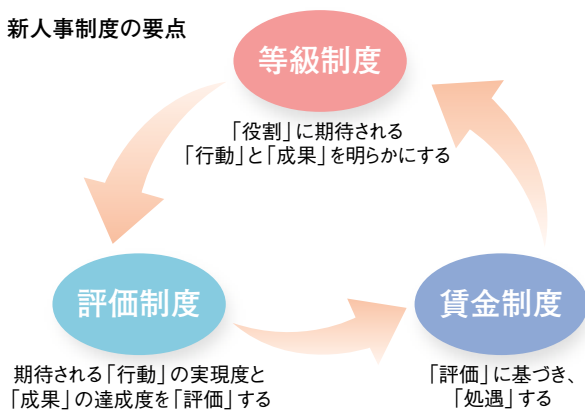 新人事制度の要点
等級制度
「役割」に期待される
「行動」と「成果」を明らかにする
評価制度
期待される「行動」の実現度と
「成果」の達成度を「評価」する
賃金制度
「評価」に基づき、
「処遇」する